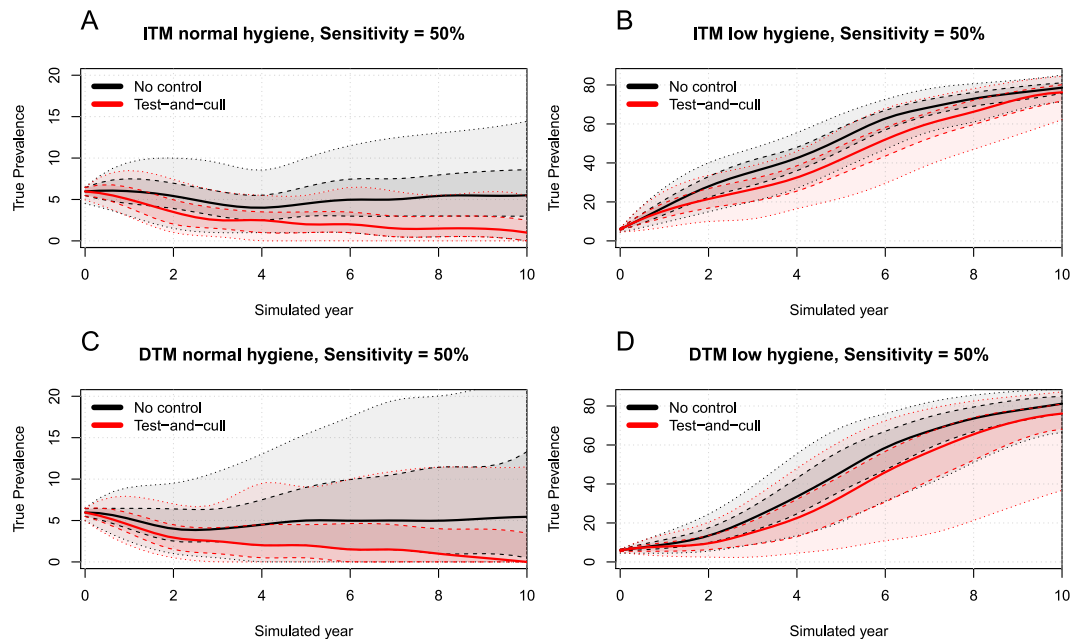 A
ITM normal hygiene, Sensitivity = 50%
True Prevalence
20
15
10
5
0
No control
Test−and−cull
0 2 4 6 8 10
Simulated year
B
ITM low hygiene, Sensitivity = 50%
True Prevalence
80
60
40
20
0
No control
Test−and−cull
0 2 4 6 8 10
Simulated year
C
DTM normal hygiene, Sensitivity = 50%
True Prevalence
20
15
10
5
0
No control
Test−and−cull
0 2 4 6 8 10
Simulated year
D
DTM low hygiene, Sensitivity = 50%
True Prevalence
80
60
40
20
0
No control
Test−and−cull
0 2 4 6 8 10
Simulated year